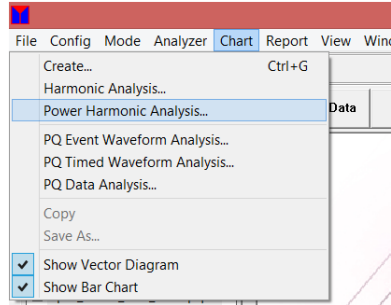 File Config Mode Analyzer Chart Report View
Create... Ctrl+G
Harmonic Analysis...
Power Harmonic Analysis...
Data
PQ Event Waveform Analysis...
PQ Timed Waveform Analysis...
PQ Data Analysis...
Copy
Save As...
Show Vector Diagram
Show Bar Chart